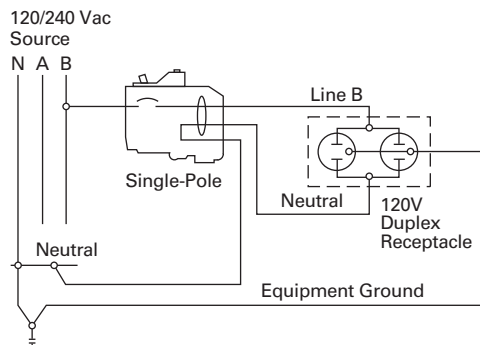 120/240 Vac
Source
N A B
Line B
Single-Pole
Neutral
120V
Duplex
Receptacle
Neutral
Equipment Ground